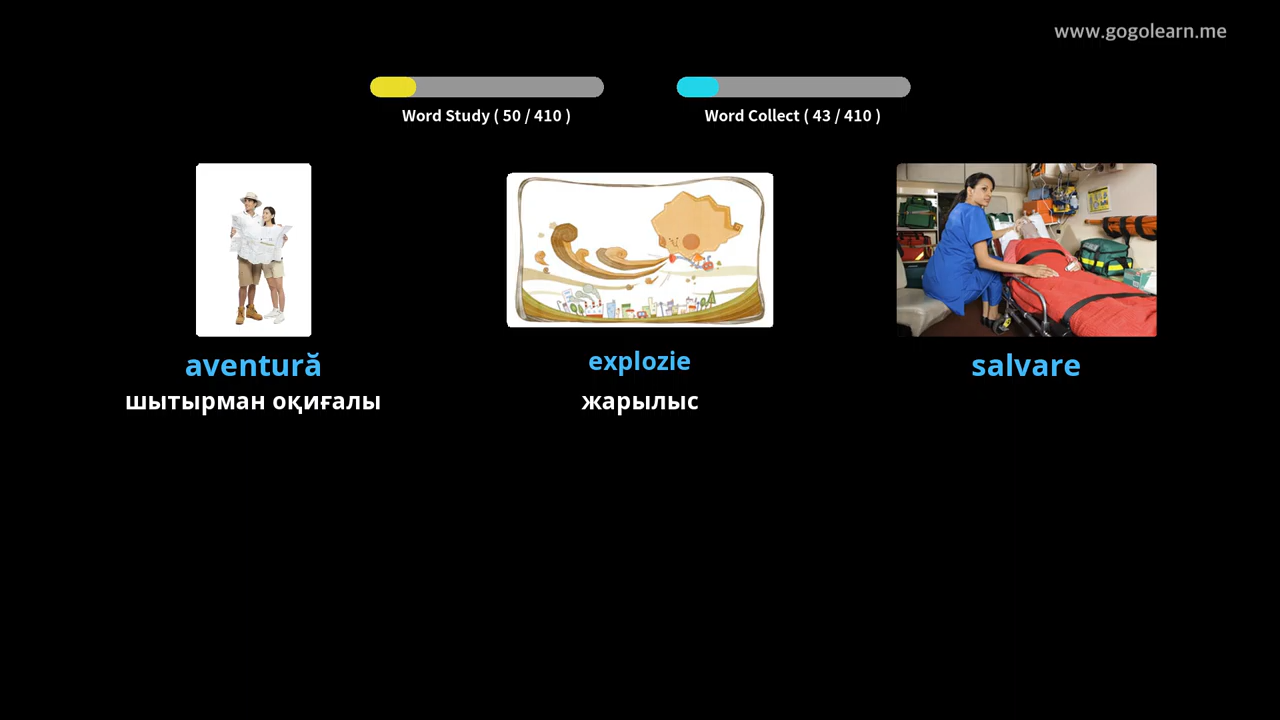 www.gogolearn.me
Word Study ( 50 / 410 )
Word Collect ( 43 / 410 )
aventură
шытырман оқиғалы
explozie
жарылыс
salvare